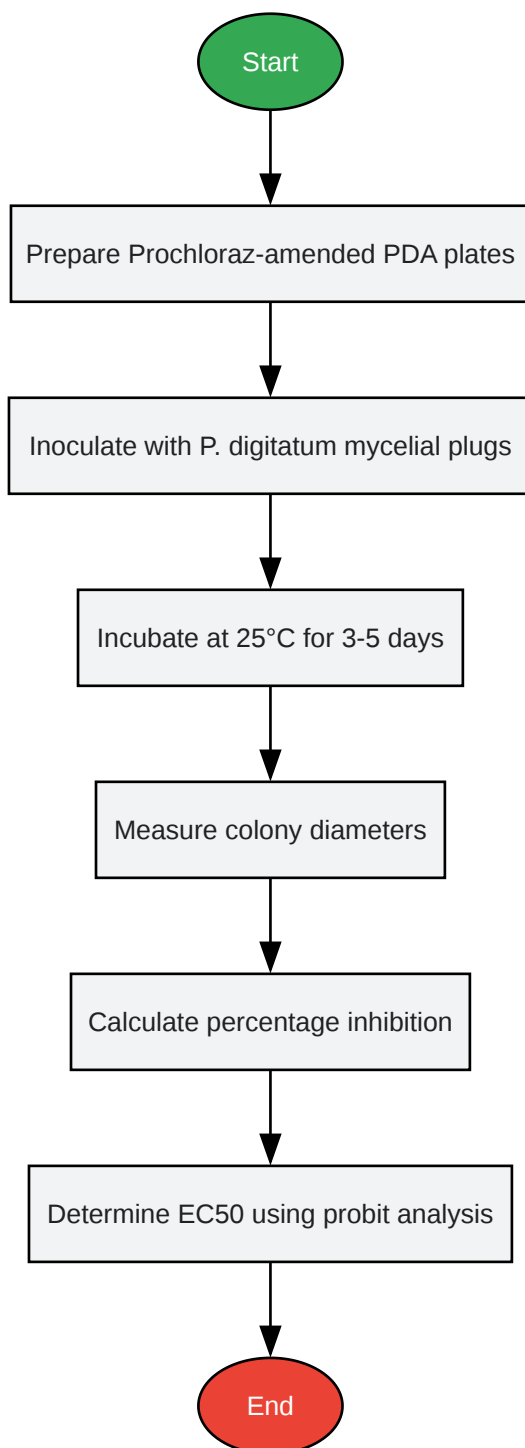 Start
Prepare Prochloraz-amended PDA plates
Inoculate with P. digitatum mycelial plugs
Incubate at 25°C for 3-5 days
Measure colony diameters
Calculate percentage inhibition
Determine EC50 using probit analysis
End